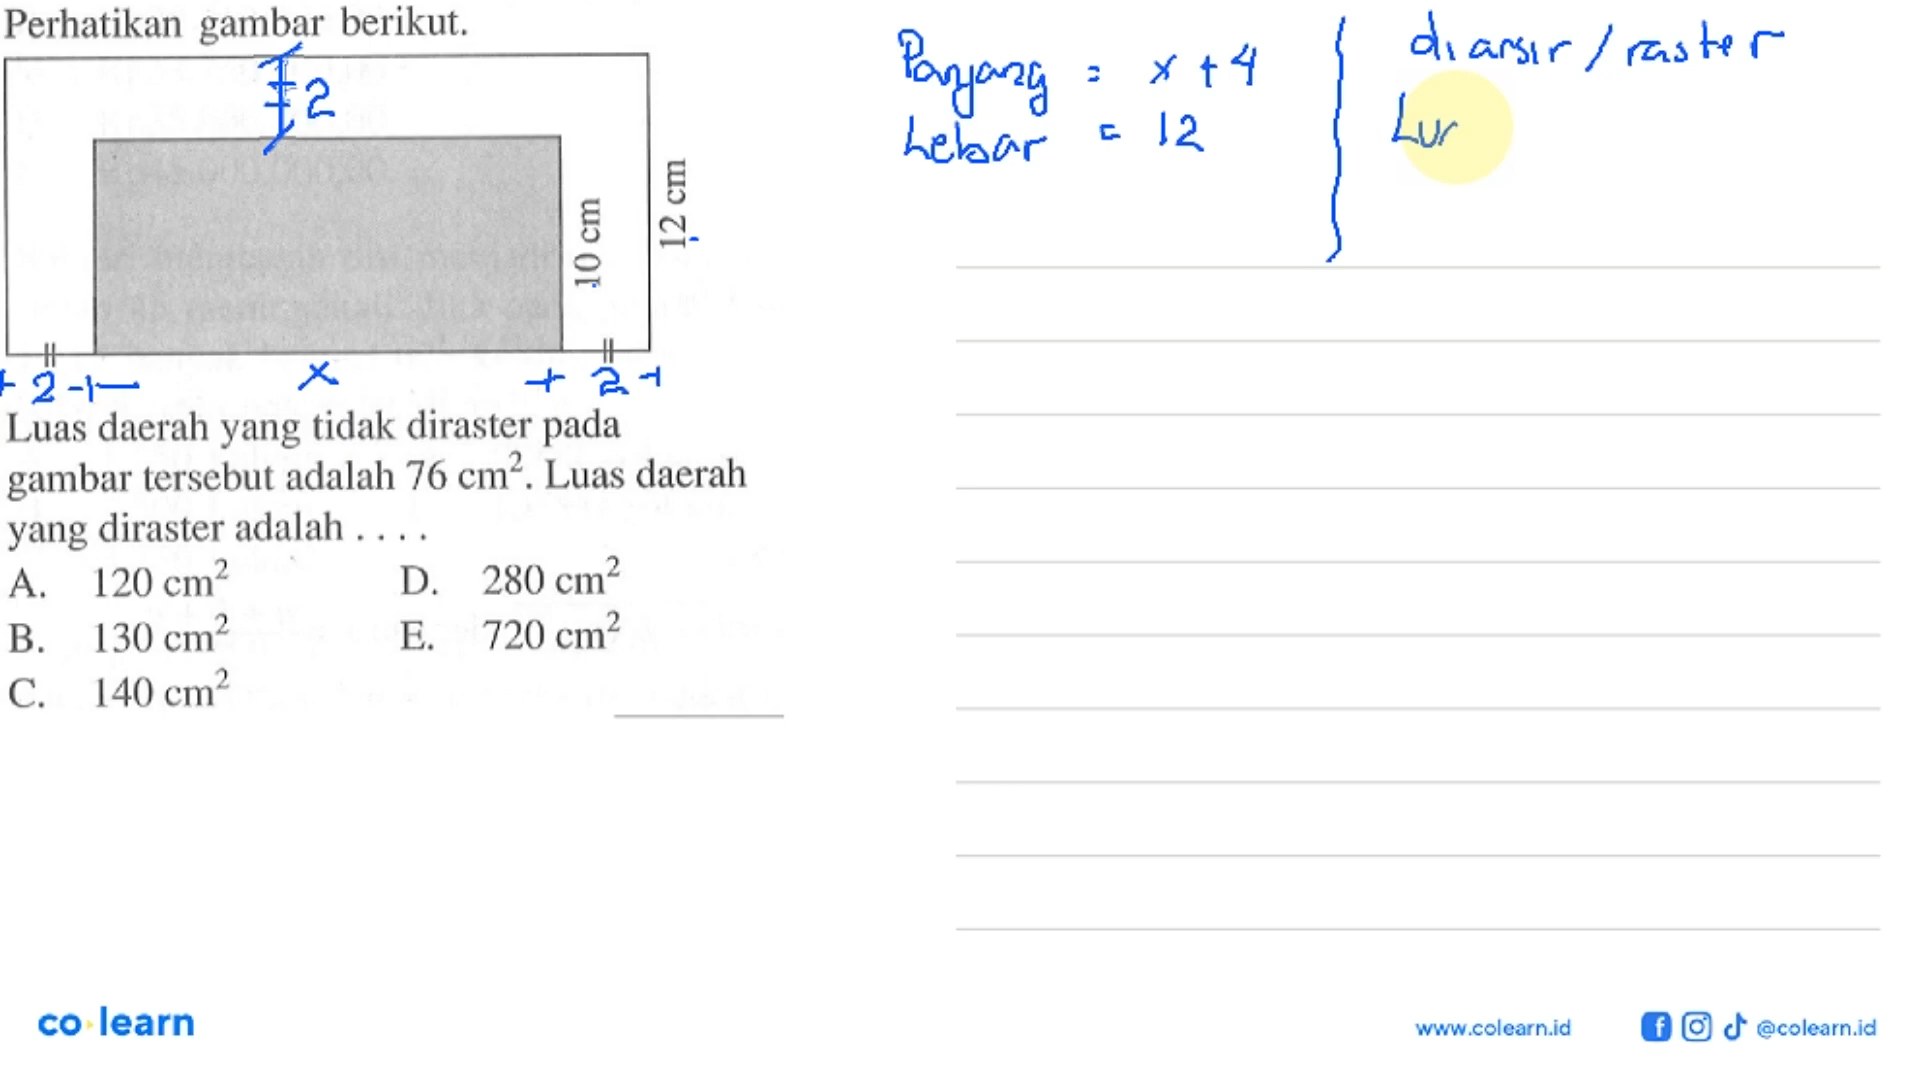 Perhatikan gambar berikut.
2
10 cm
12 cm
2
x
2
Luas daerah yang tidak diraster pada
gambar tersebut adalah 76 cm². Luas daerah
yang diraster adalah . . . .
A. 120 cm²
D. 280 cm²
B. 130 cm²
E. 720 cm²
C. 140 cm²
Panjang = x + 4
Lebar = 12
diarsir / raster
Lur
co learn
www.colearn.id
@colearn.id